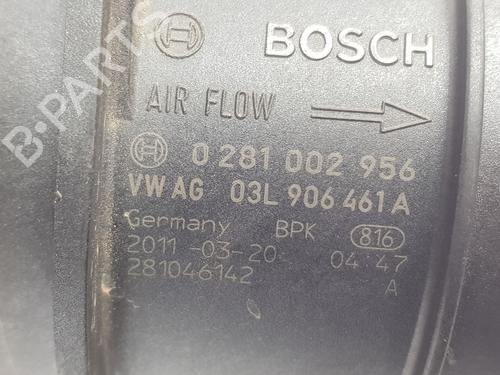 BOSCH
AIR FLOW
0 281 002 956
VW AG 03L 906 461 A
Germany BPK 816
2011-03-20 04:47
281046142 A
B-PARTS